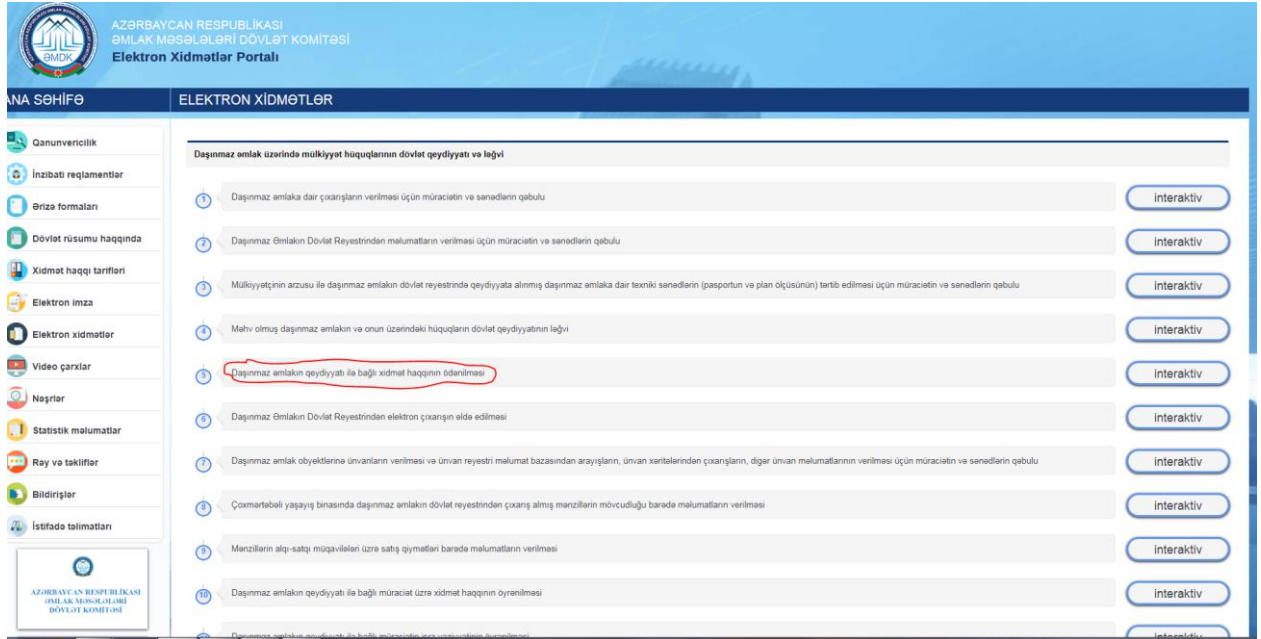 AZƏRBAYCAN RESPUBLİKASI
ƏMLAK MƏSƏLƏLƏRİ DÖVLƏT KOMİTƏSİ
Elektron Xidmətlər Portalı
ƏMDK
ANA SƏHİFƏ
ELEKTRON XİDMƏTLƏR
Qanunvericilik
İnzibati reqlamentlər
Ərizə formaları
Dövlət rüsumu haqqında
Xidmət haqqı tarifləri
Elektron imza
Elektron xidmətlər
Video çarxlar
Nəşrlər
Statistik məlumatlar
Rəy və təkliflər
Bildirişlər
İstifadə təlimatları
AZƏRBAYCAN RESPUBLİKASI
ƏMLAK MƏSƏLƏLƏRİ
DÖVLƏT KOMİTƏSİ
Daşınmaz əmlak üzərində mülkiyyət hüquqlarının dövlət qeydiyyatı və ləğvi
1 Daşınmaz əmlaka dair çıxarışların verilməsi üçün müraciətin və sənədlərin qəbulu interaktiv
2 Daşınmaz Əmlakın Dövlət Reyestrindən məlumatların verilməsi üçün müraciətin və sənədlərin qəbulu interaktiv
3 Mülkiyyətçinin arzusu ilə daşınmaz əmlakın dövlət reyestrində qeydiyyata alınmış daşınmaz əmlaka dair texniki sənədlərin (pasportun və plan ölçüsünün) tərtib edilməsi üçün müraciətin və sənədlərin qəbulu interaktiv
4 Məhv olmuş daşınmaz əmlakın və onun üzərindəki hüquqların dövlət qeydiyyatının ləğvi interaktiv
5 Daşınmaz əmlakın qeydiyyatı ilə bağlı xidmət haqqının ödənilməsi interaktiv
6 Daşınmaz Əmlakın Dövlət Reyestrindən elektron çıxarışın əldə edilməsi interaktiv
7 Daşınmaz əmlak obyektlərinə ünvanların verilməsi və ünvan reyestri məlumat bazasından arayışların, ünvan xəritələrindən çıxarışların, digər ünvan məlumatlarının verilməsi üçün müraciətin və sənədlərin qəbulu interaktiv
8 Çoxmərtəbəli yaşayış binasında daşınmaz əmlakın dövlət reyestrindən çıxarış almış mənzillərin mövcudluğu barədə məlumatların verilməsi interaktiv
9 Mənzillərin alqı-satqı müqavilələri üzrə satış qiymətləri barədə məlumatların verilməsi interaktiv
10 Daşınmaz əmlakın qeydiyyatı ilə bağlı müraciət üzrə xidmət haqqının öyrənilməsi interaktiv
Daşınmaz əmlakın qeydiyyatı ilə bağlı müraciətin icra vəziyyətinin öyrənilməsi interaktiv